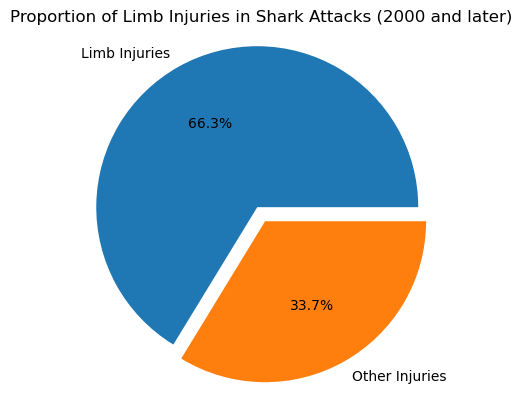 Proportion of Limb Injuries in Shark Attacks (2000 and later)
Limb Injuries
66.3%
33.7%
Other Injuries